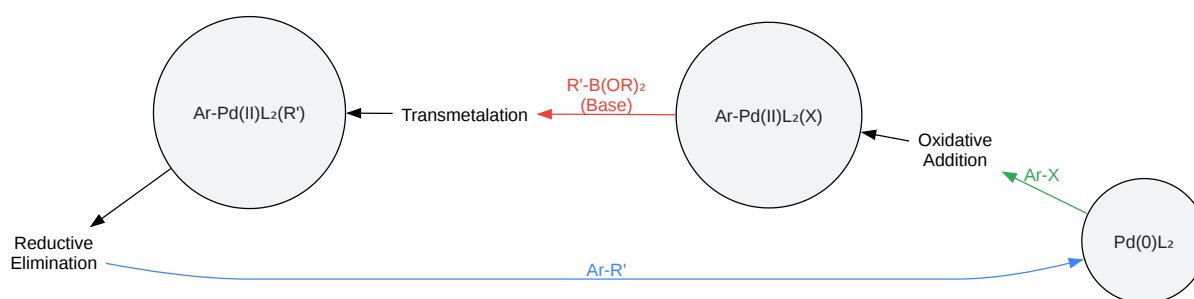 R'-B(OR)₂
(Base)
Ar-Pd(II)L₂(R')
Transmetalation
Ar-Pd(II)L₂(X)
Oxidative
Addition
Ar-X
Reductive
Elimination
Ar-R'
Pd(0)L₂